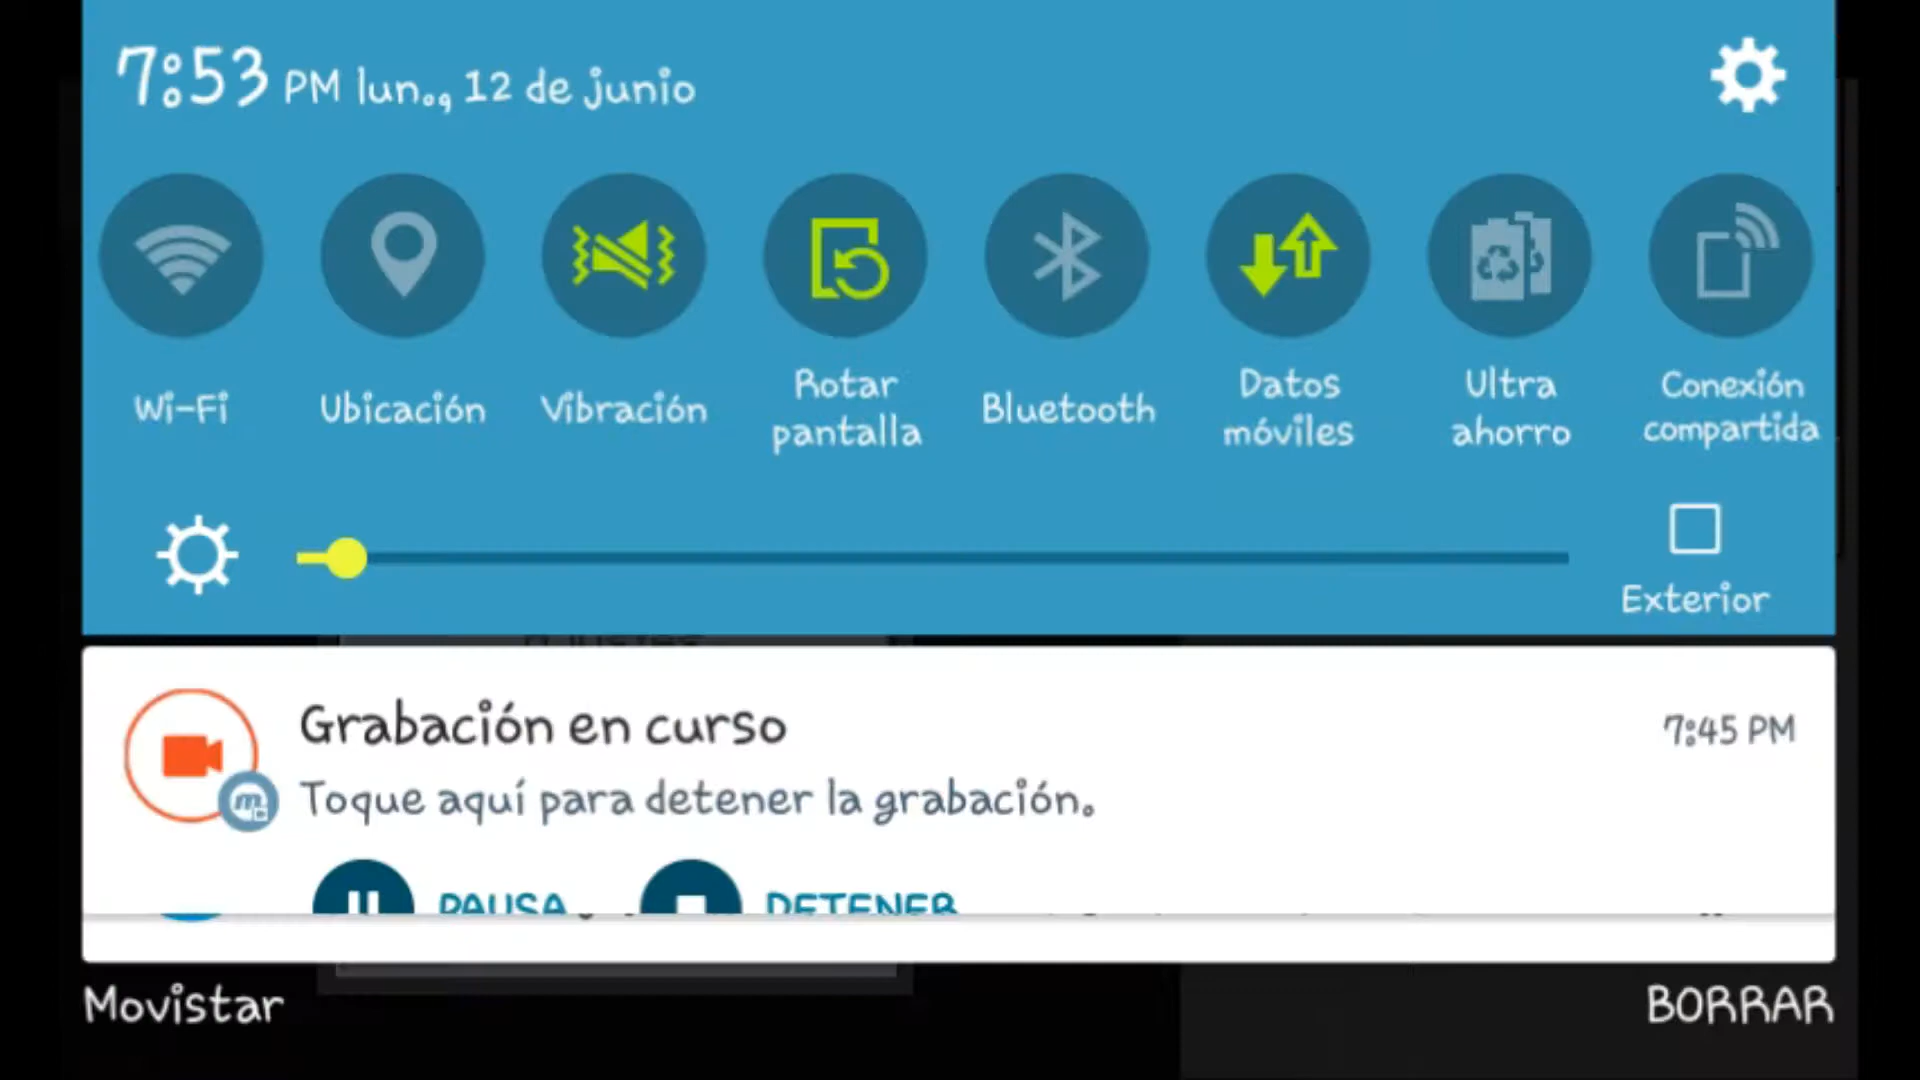 7:53 PM lun., 12 de junio
Wi-Fi
Ubicación
Vibración
Rotar
pantalla
Bluetooth
Datos
móviles
Ultra
ahorro
Conexión
compartida
Exterior
Grabación en curso
7:45 PM
Toque aquí para detener la grabación.
PAUSA
DETENER
Movistar
BORRAR